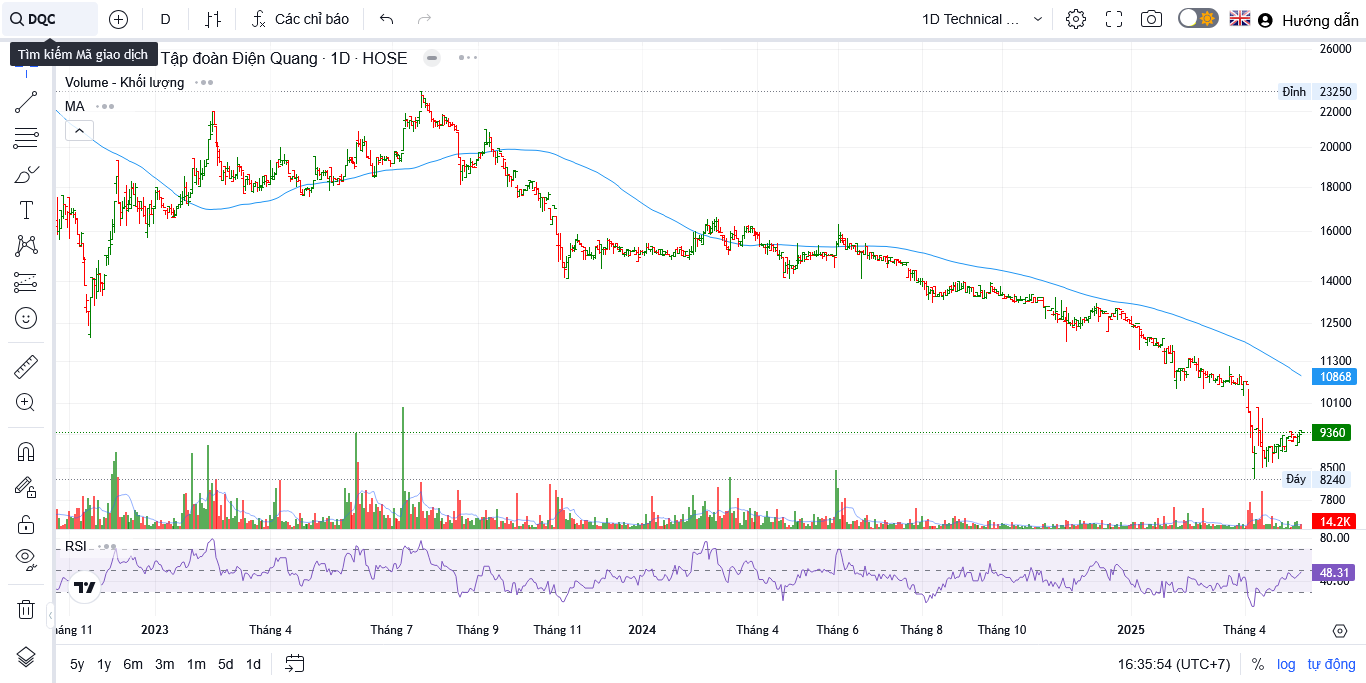 DQC
D
Các chỉ báo
1D Technical ...
Hướng dẫn
Tìm kiếm Mã giao dịch
Tập đoàn Điện Quang · 1D · HOSE
Volume - Khối lượng
MA
26000
Đỉnh 23250
22000
20000
18000
16000
14000
12500
11300
10868
10100
9360
8500
Đáy 8240
7800
14.2K
RSI
80.00
48.31
40.00
háng 11 2023 Tháng 4 Tháng 7 Tháng 9 Tháng 11 2024 Tháng 4 Tháng 6 Tháng 8 Tháng 10 2025 Tháng 4
5y 1y 6m 3m 1m 5d 1d
16:35:54 (UTC+7) % log tự động